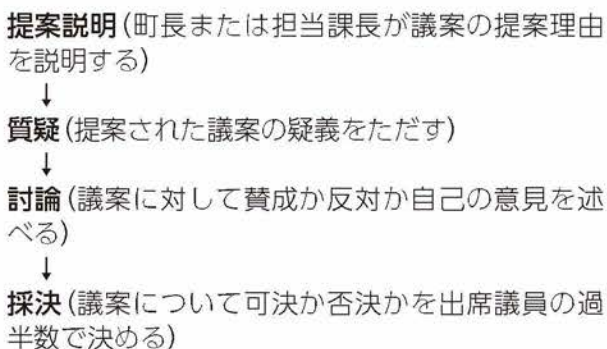 提案説明(町長または担当課長が議案の提案理由
を説明する)
↓
質疑(提案された議案の疑義をただす)
↓
討論(議案に対して賛成か反対か自己の意見を述
べる)
↓
採決(議案について可決か否決かを出席議員の過
半数で決める)